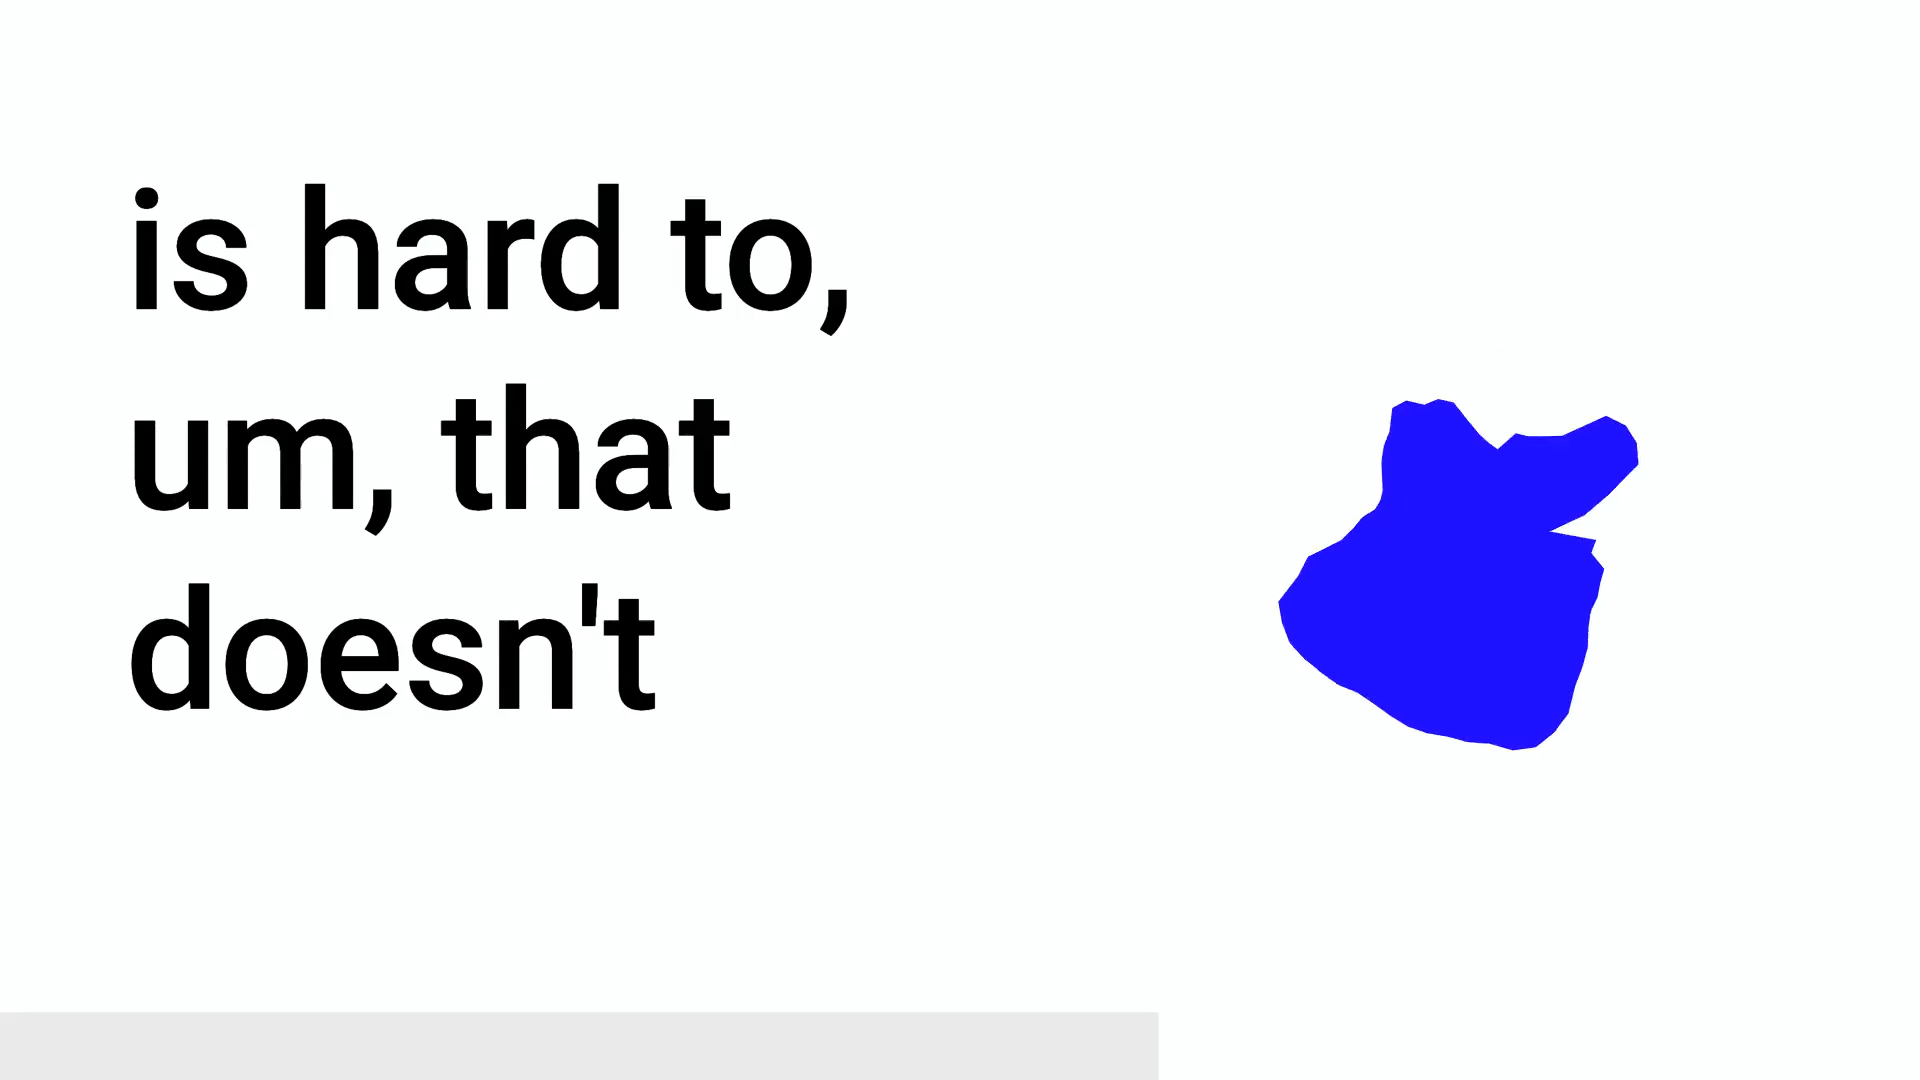 is hard to,
um, that
doesn't